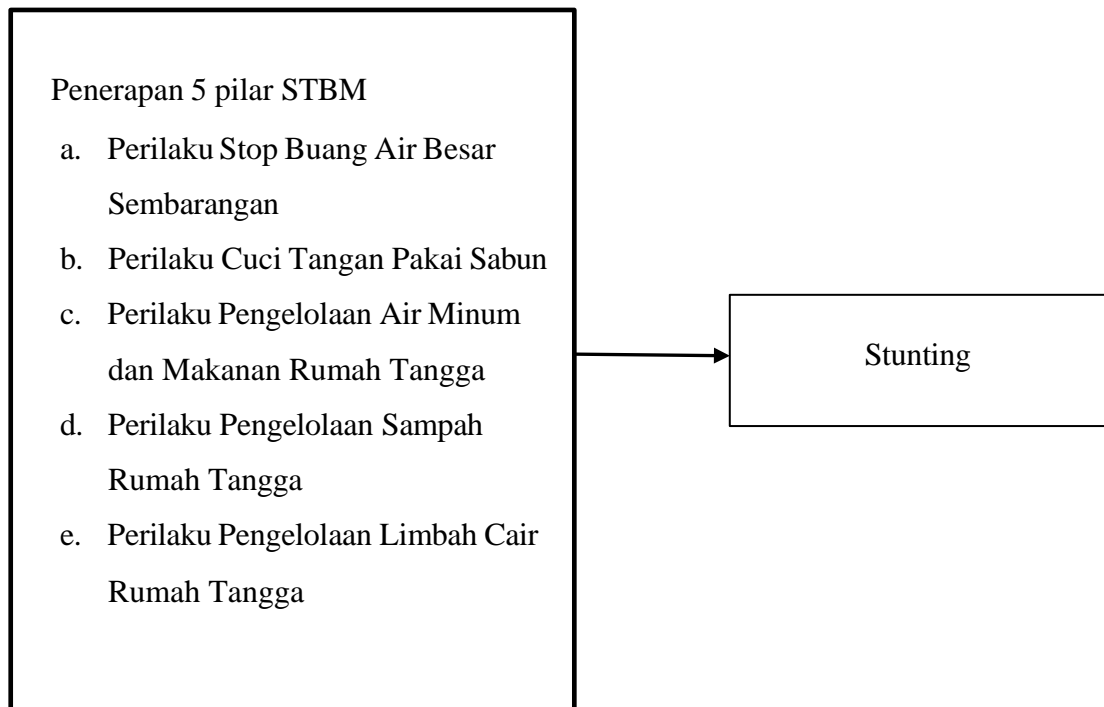 Penerapan 5 pilar STBM
a. Perilaku Stop Buang Air Besar
Sembarangan
b. Perilaku Cuci Tangan Pakai Sabun
c. Perilaku Pengelolaan Air Minum
dan Makanan Rumah Tangga
d. Perilaku Pengelolaan Sampah
Rumah Tangga
e. Perilaku Pengelolaan Limbah Cair
Rumah Tangga
Stunting